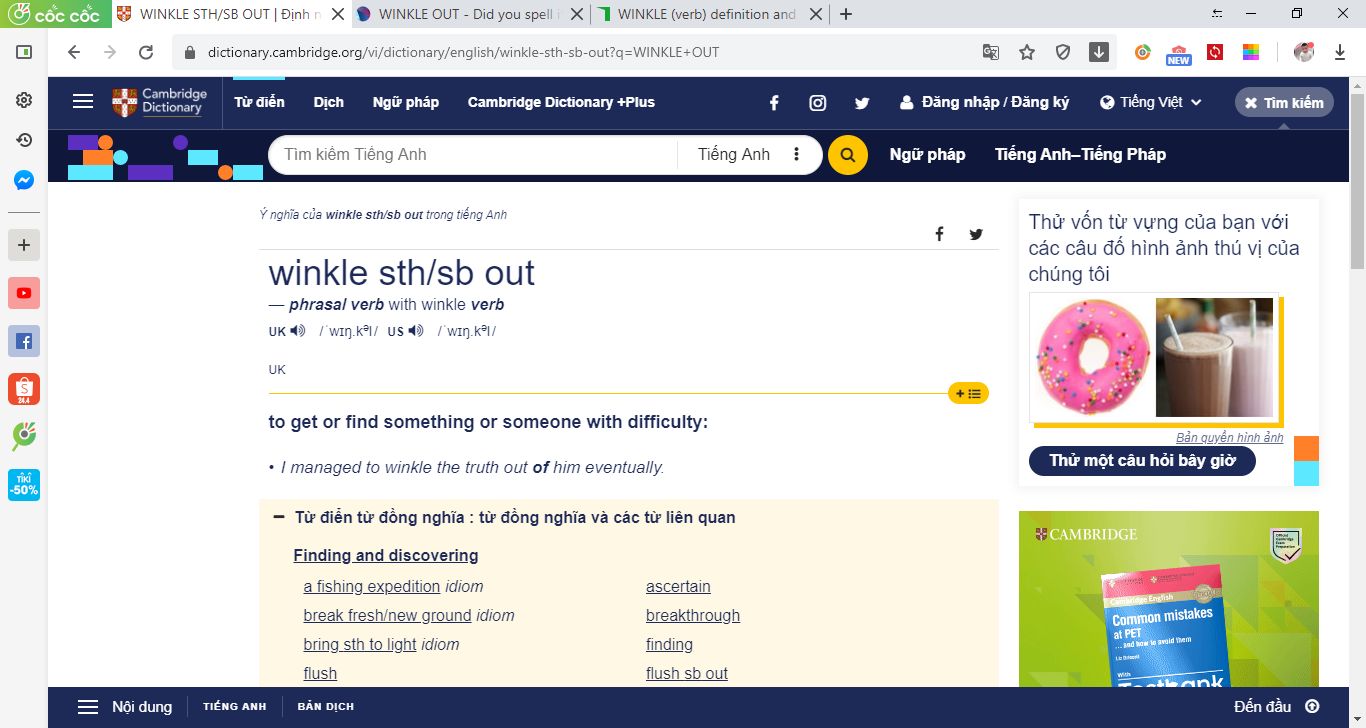 cốc cốc
WINKLE STH/SB OUT | Định n
WINKLE OUT - Did you spell i
WINKLE (verb) definition and
dictionary.cambridge.org/vi/dictionary/english/winkle-sth-sb-out?q=WINKLE+OUT
NEW
Cambridge
Dictionary
Từ điển
Dịch
Ngữ pháp
Cambridge Dictionary +Plus
Đăng nhập / Đăng ký
Tiếng Việt
Tìm kiếm
Tìm kiếm Tiếng Anh
Tiếng Anh
Ngữ pháp
Tiếng Anh–Tiếng Pháp
Ý nghĩa của winkle sth/sb out trong tiếng Anh
winkle sth/sb out
— phrasal verb with winkle verb
UK /ˈwɪŋ.kəl/ US /ˈwɪŋ.kəl/
UK
to get or find something or someone with difficulty:
• I managed to winkle the truth out of him eventually.
Từ điển từ đồng nghĩa : từ đồng nghĩa và các từ liên quan
Finding and discovering
a fishing expedition idiom
ascertain
break fresh/new ground idiom
breakthrough
bring sth to light idiom
finding
flush
flush sb out
Thử vốn từ vựng của bạn với
các câu đố hình ảnh thú vị của
chúng tôi
Bản quyền hình ảnh
Thử một câu hỏi bây giờ
CAMBRIDGE
Cambridge English
Common mistakes
at PET
...and how to avoid them
Liz Driscoll
With
Testbank
24.4
TIKI
-50%
Nội dung
TIẾNG ANH
BẢN DỊCH
Đến đầu